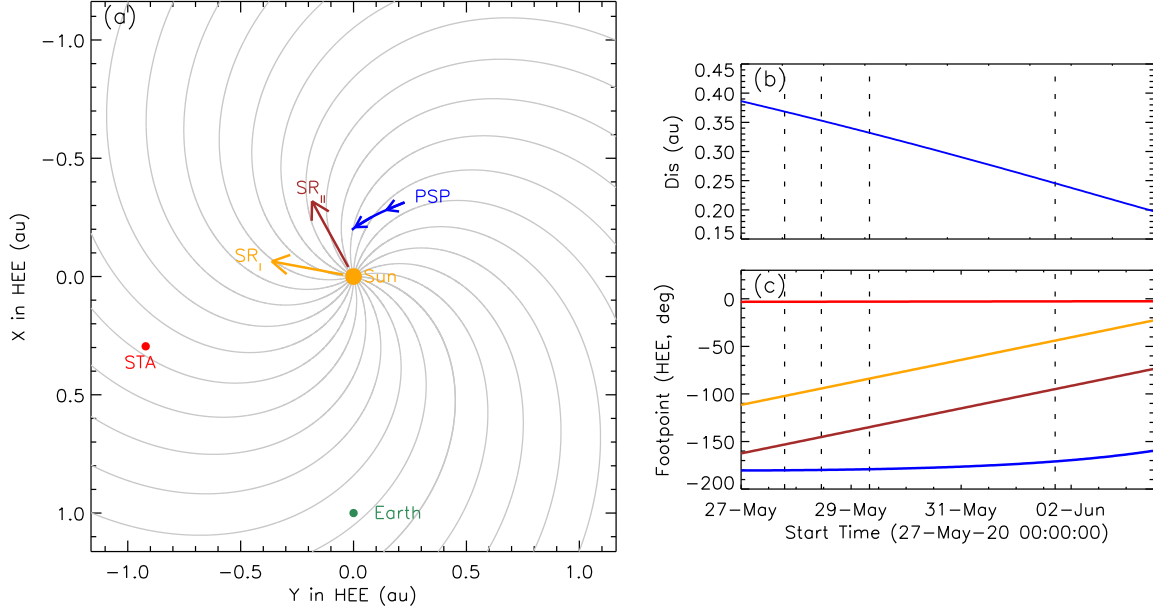 (a)
-1.0
-0.5
0.0
0.5
1.0
X in HEE (au)
SR_II
PSP
SR_I
Sun
STA
Earth
-1.0 -0.5 0.0 0.5 1.0
Y in HEE (au)
(b)
0.45
0.40
0.35
0.30
0.25
0.20
0.15
Dis (au)
(c)
0
-50
-100
-150
-200
Footpoint (HEE, deg)
27-May 29-May 31-May 02-Jun
Start Time (27-May-20 00:00:00)